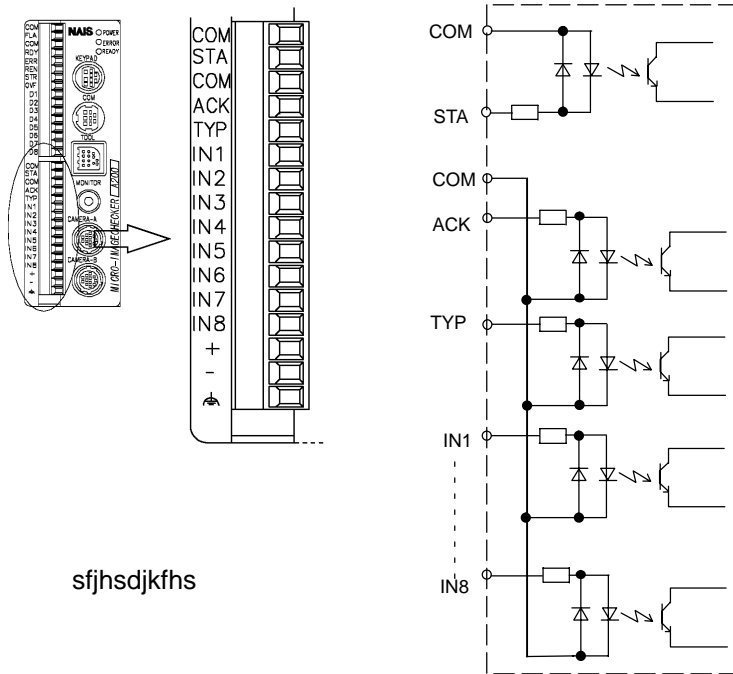 COM
FLA
COM
RDY
ERR
REN
STR
OVF
D1
D2
D3
D4
D5
D6
D7
D8
COM
STA
COM
ACK
TYP
IN1
IN2
IN3
IN4
IN5
IN6
IN7
IN8
+
-
NAIS
POWER
ERROR
READY
KEYPAD
COM
TOOL
MONITOR
CAMERA-A
CAMERA-B
MICRO-IMAGECHECKER A200
COM
STA
COM
ACK
TYP
IN1
IN2
IN3
IN4
IN5
IN6
IN7
IN8
+
-
COM
STA
COM
ACK
TYP
IN1
IN8
sfjhsdjkfhs